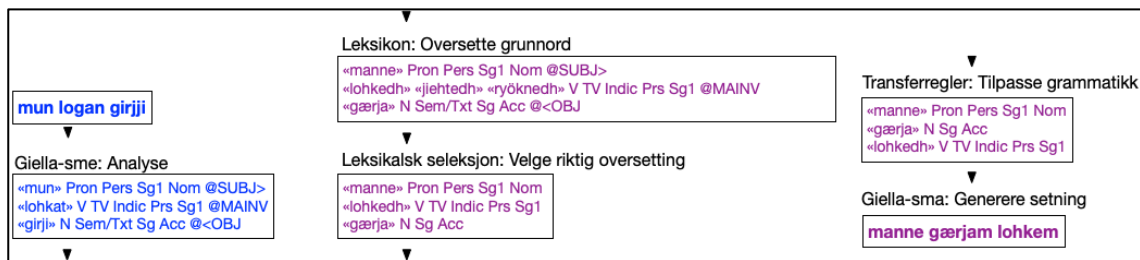 mun logan girjji
Giella-sme: Analyse
«mun» Pron Pers Sg1 Nom @SUBJ>
«lohkat» V TV Indic Prs Sg1 @MAINV
«girji» N Sem/Txt Sg Acc @<OBJ
Leksikon: Oversette grunnord
«manne» Pron Pers Sg1 Nom @SUBJ>
«lohkedh» «jiehtedh» «ryöknedh» V TV Indic Prs Sg1 @MAINV
«gærja» N Sem/Txt Sg Acc @<OBJ
Leksikalsk seleksjon: Velge riktig oversetting
«manne» Pron Pers Sg1 Nom
«lohkedh» V TV Indic Prs Sg1
«gærja» N Sg Acc
Transferregler: Tilpasse grammatikk
«manne» Pron Pers Sg1 Nom
«gærja» N Sg Acc
«lohkedh» V TV Indic Prs Sg1
Giella-sma: Generere setning
manne gærjam lohkem